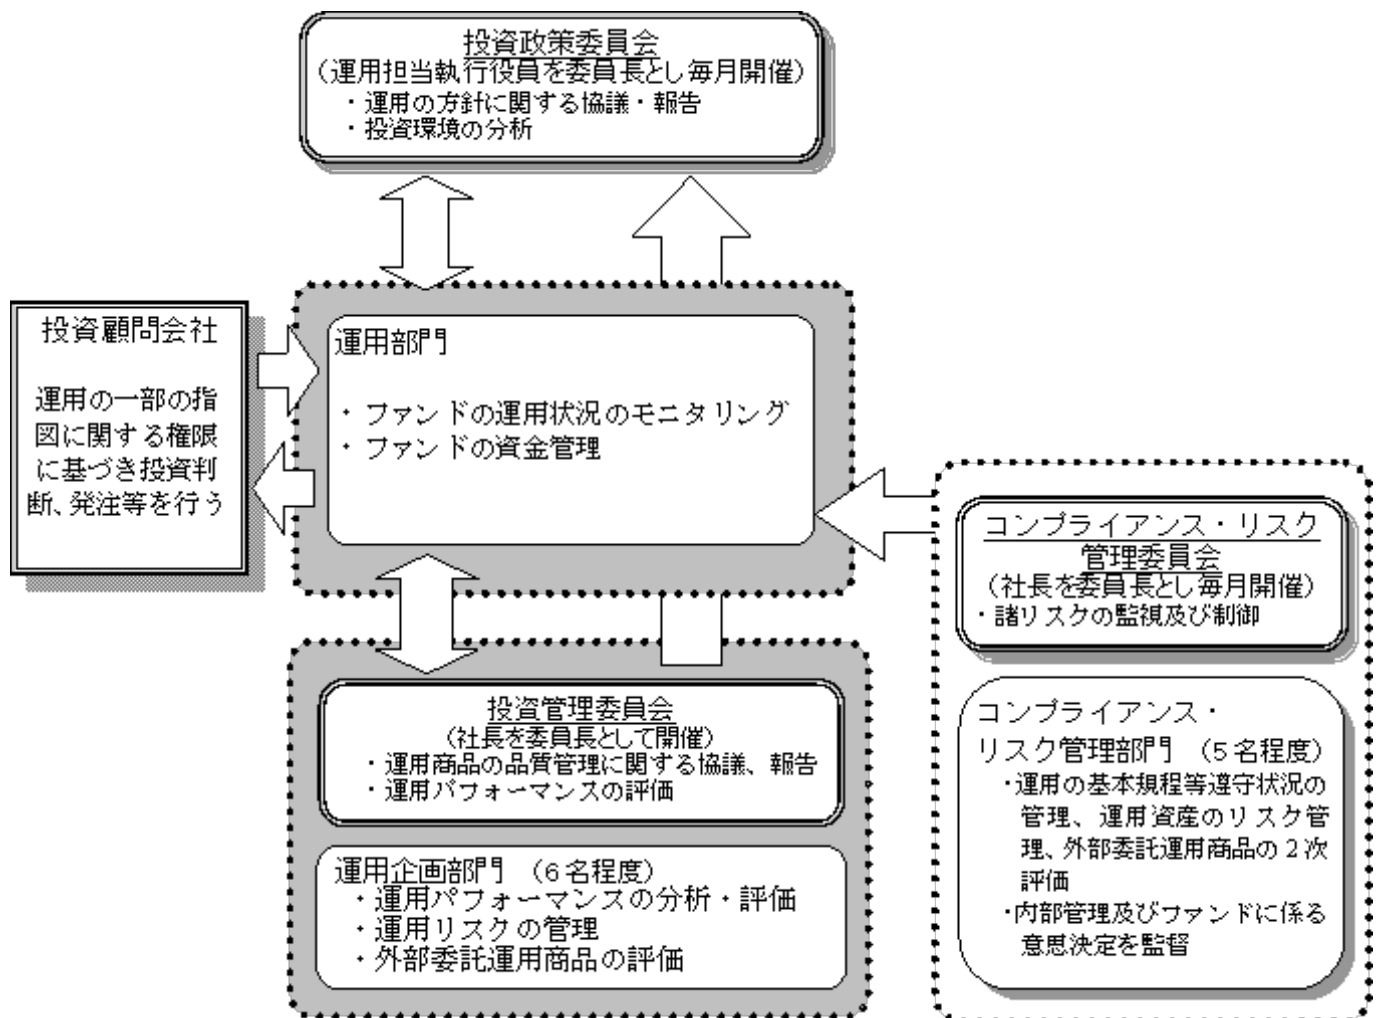 投資政策委員会
（運用担当執行役員を委員長とし毎月開催）
・運用の方針に関する協議・報告
・投資環境の分析
投資顧問会社
運用の一部の指
図に関する権限
に基づき投資判
断、発注等を行う
運用部門
・ファンドの運用状況のモニタリング
・ファンドの資金管理
コンプライアンス・リスク
管理委員会
（社長を委員長とし毎月開催）
・諸リスクの監視及び制御
投資管理委員会
（社長を委員長として開催）
・運用商品の品質管理に関する協議、報告
・運用パフォーマンスの評価
運用企画部門　（６名程度）
・運用パフォーマンスの分析・評価
・運用リスクの管理
・外部委託運用商品の評価
コンプライアンス・
リスク管理部門　（５名程度）
・運用の基本規程等遵守状況の
管理、運用資産のリスク管
理、外部委託運用商品の２次
評価
・内部管理及びファンドに係る
意思決定を監督